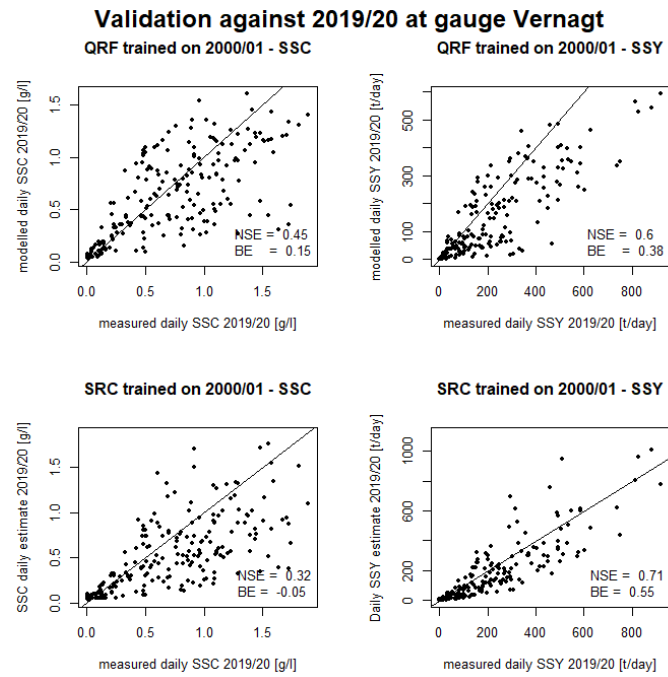 Validation against 2019/20 at gauge Vernagt
QRF trained on 2000/01 - SSC
modelled daily SSC 2019/20 [g/l]
0.0 0.5 1.0 1.5
NSE = 0.45
BE = 0.15
0.0 0.5 1.0 1.5
measured daily SSC 2019/20 [g/l]
QRF trained on 2000/01 - SSY
modelled daily SSY 2019/20 [t/day]
0 100 300 500
NSE = 0.6
BE = 0.38
0 200 400 600 800
measured daily SSY 2019/20 [t/day]
SRC trained on 2000/01 - SSC
SSC daily estimate 2019/20 [g/l]
0.0 0.5 1.0 1.5
NSE = 0.32
BE = -0.05
0.0 0.5 1.0 1.5
measured daily SSC 2019/20 [g/l]
SRC trained on 2000/01 - SSY
Daily SSY estimate 2019/20 [t/day]
0 200 600 1000
NSE = 0.71
BE = 0.55
0 200 400 600 800
measured daily SSY 2019/20 [t/day]